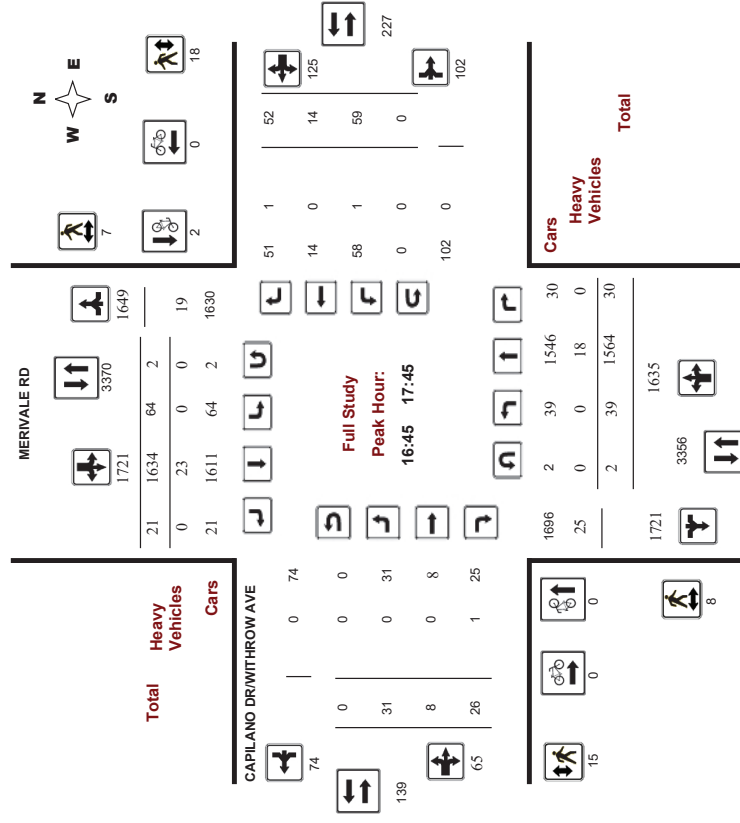 MERIVALE RD
N
W E
S
7
18
2
0
1721
3370
1649
Total
21 1634 64 2
Heavy Vehicles
0 23 0 0 19
Cars
21 1611 64 2 1630
CAPILANO DR/WITHROW AVE
74
0 74
0 0 0
31 0 31
8 0 8
26 1 25
139
65
Full Study
Peak Hour:
16:45 17:45
51 1 52
14 0 14
58 1 59
0 0 0
102 0
125
227
102
Cars
1696 2 39 1546 30
Heavy
Vehicles
25 0 0 18 0
Total
2 39 1564 30
1721
3356
1635
15
0
0
8